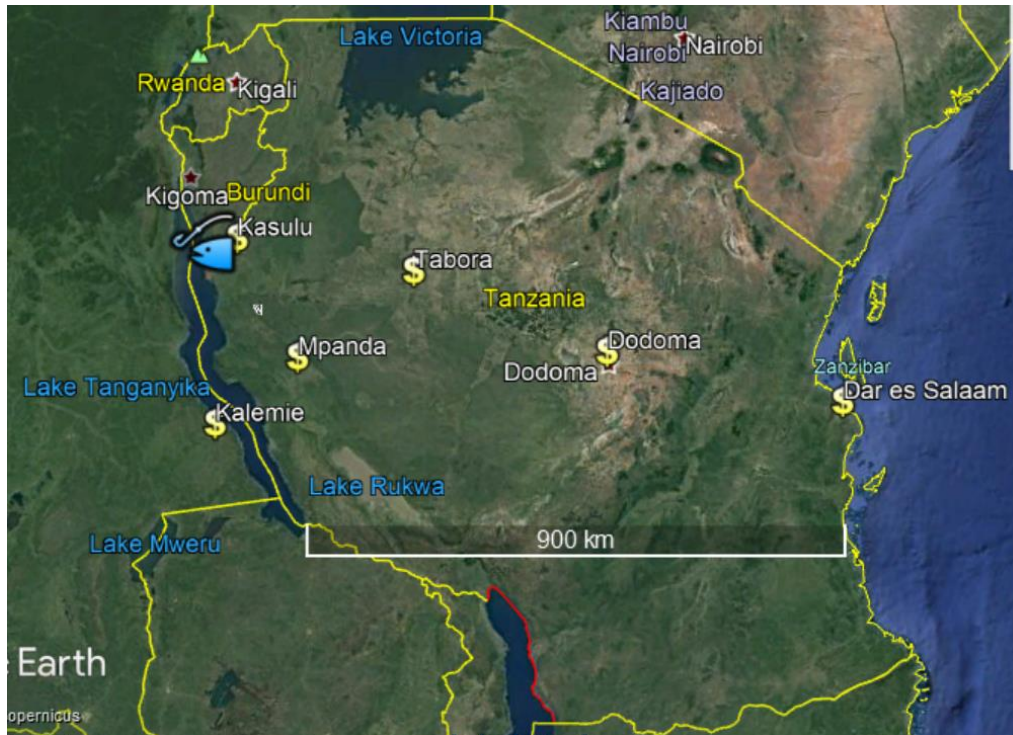 Kiambu
Lake Victoria
Nairobi
Nairobi
Rwanda
Kigali
Kajiado
Kigoma
Burundi
Kasulu
Tabora
Tanzania
Mpanda
Dodoma
Dodoma
Zanzibar
Lake Tanganyika
Dar es Salaam
Kalemie
Lake Rukwa
900 km
Lake Mweru
Earth
opernicus